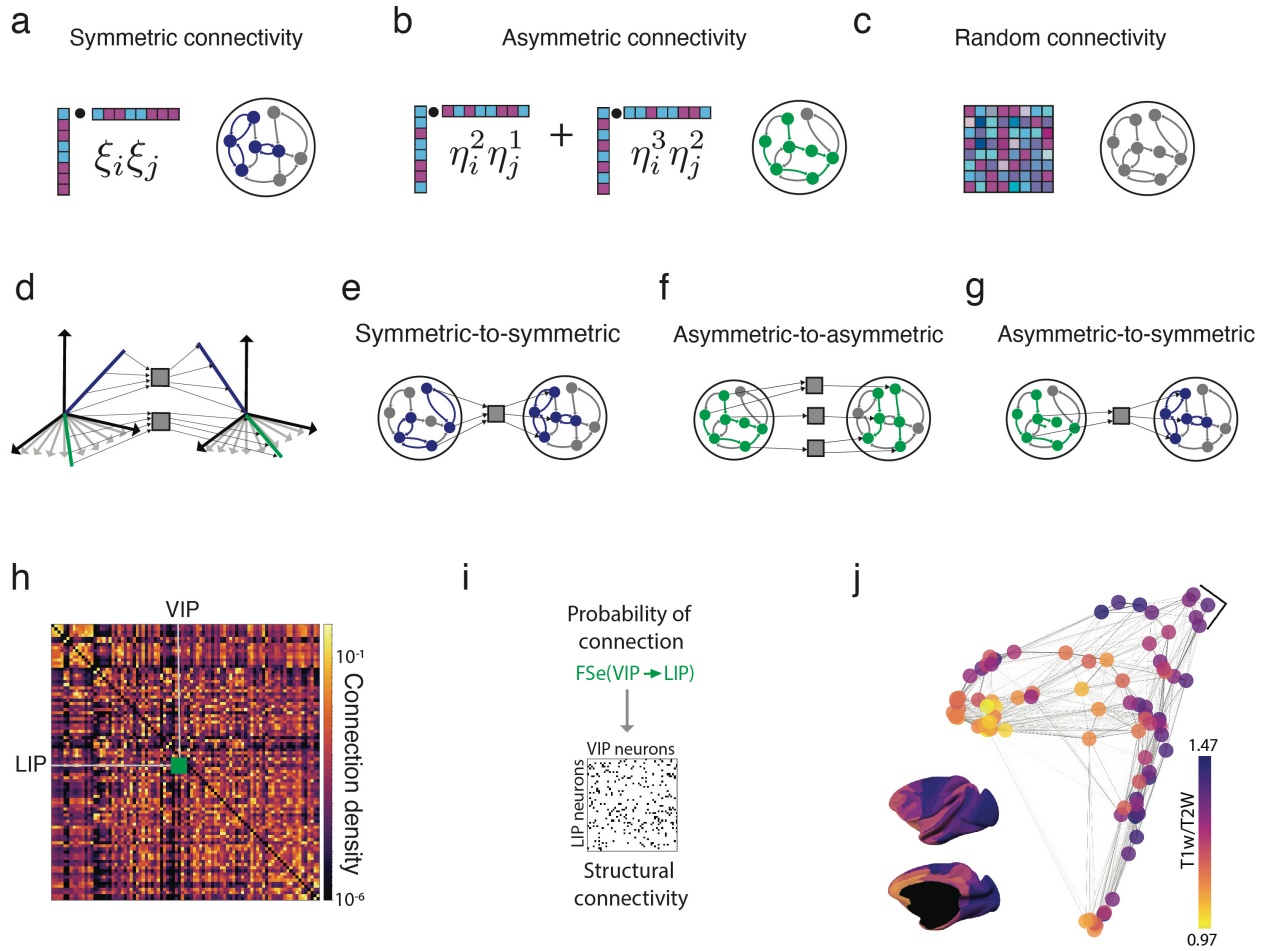 a
Symmetric connectivity
b
Asymmetric connectivity
c
Random connectivity
ξᵢξⱼ
ηᵢ²ηⱼ¹ + ηᵢ³ηⱼ²
d
e
Symmetric-to-symmetric
f
Asymmetric-to-asymmetric
g
Asymmetric-to-symmetric
h
VIP
LIP
10⁻¹
Connection density
10⁻⁶
i
Probability of
connection
FSe(VIP→LIP)
VIP neurons
LIP neurons
Structural
connectivity
j
1.47
T1w/T2W
0.97